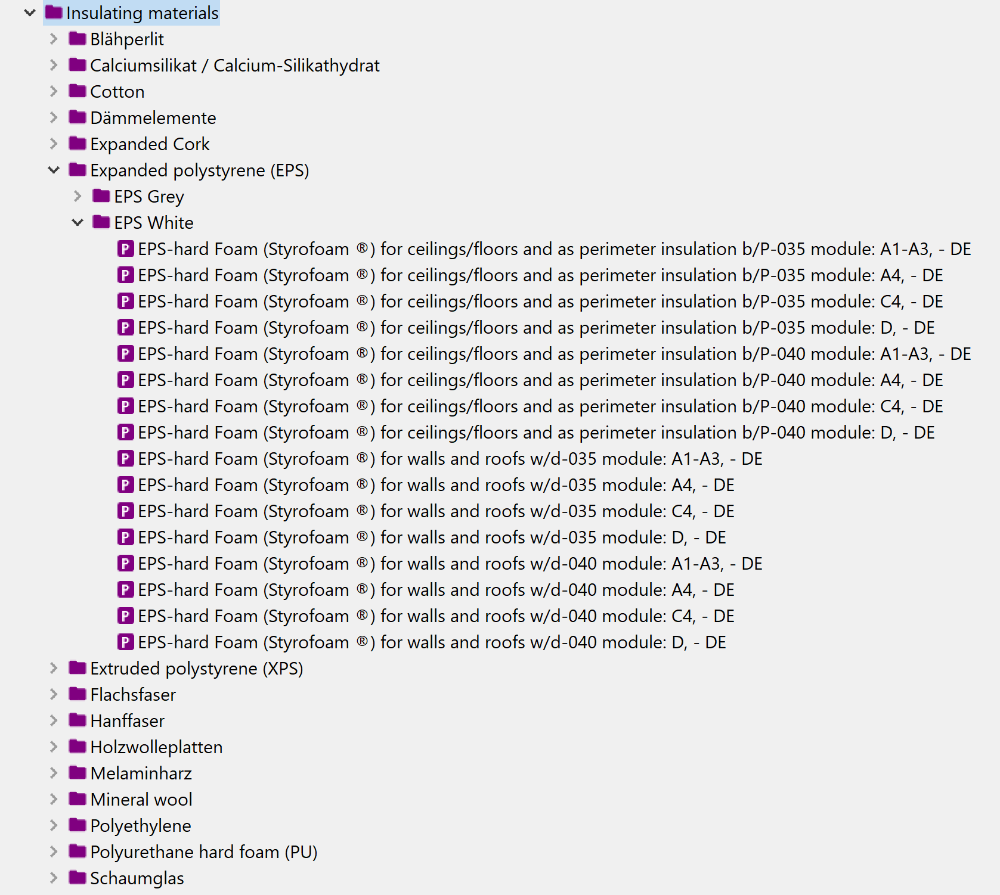 Insulating materials
Blähperlit
Calciumsilikat / Calcium-Silikathydrat
Cotton
Dämmelemente
Expanded Cork
Expanded polystyrene (EPS)
EPS Grey
EPS White
P EPS-hard Foam (Styrofoam ®) for ceilings/floors and as perimeter insulation b/P-035 module: A1-A3, - DE
P EPS-hard Foam (Styrofoam ®) for ceilings/floors and as perimeter insulation b/P-035 module: A4, - DE
P EPS-hard Foam (Styrofoam ®) for ceilings/floors and as perimeter insulation b/P-035 module: C4, - DE
P EPS-hard Foam (Styrofoam ®) for ceilings/floors and as perimeter insulation b/P-035 module: D, - DE
P EPS-hard Foam (Styrofoam ®) for ceilings/floors and as perimeter insulation b/P-040 module: A1-A3, - DE
P EPS-hard Foam (Styrofoam ®) for ceilings/floors and as perimeter insulation b/P-040 module: A4, - DE
P EPS-hard Foam (Styrofoam ®) for ceilings/floors and as perimeter insulation b/P-040 module: C4, - DE
P EPS-hard Foam (Styrofoam ®) for ceilings/floors and as perimeter insulation b/P-040 module: D, - DE
P EPS-hard Foam (Styrofoam ®) for walls and roofs w/d-035 module: A1-A3, - DE
P EPS-hard Foam (Styrofoam ®) for walls and roofs w/d-035 module: A4, - DE
P EPS-hard Foam (Styrofoam ®) for walls and roofs w/d-035 module: C4, - DE
P EPS-hard Foam (Styrofoam ®) for walls and roofs w/d-035 module: D, - DE
P EPS-hard Foam (Styrofoam ®) for walls and roofs w/d-040 module: A1-A3, - DE
P EPS-hard Foam (Styrofoam ®) for walls and roofs w/d-040 module: A4, - DE
P EPS-hard Foam (Styrofoam ®) for walls and roofs w/d-040 module: C4, - DE
P EPS-hard Foam (Styrofoam ®) for walls and roofs w/d-040 module: D, - DE
Extruded polystyrene (XPS)
Flachsfaser
Hanffaser
Holzwolleplatten
Melaminharz
Mineral wool
Polyethylene
Polyurethane hard foam (PU)
Schaumglas